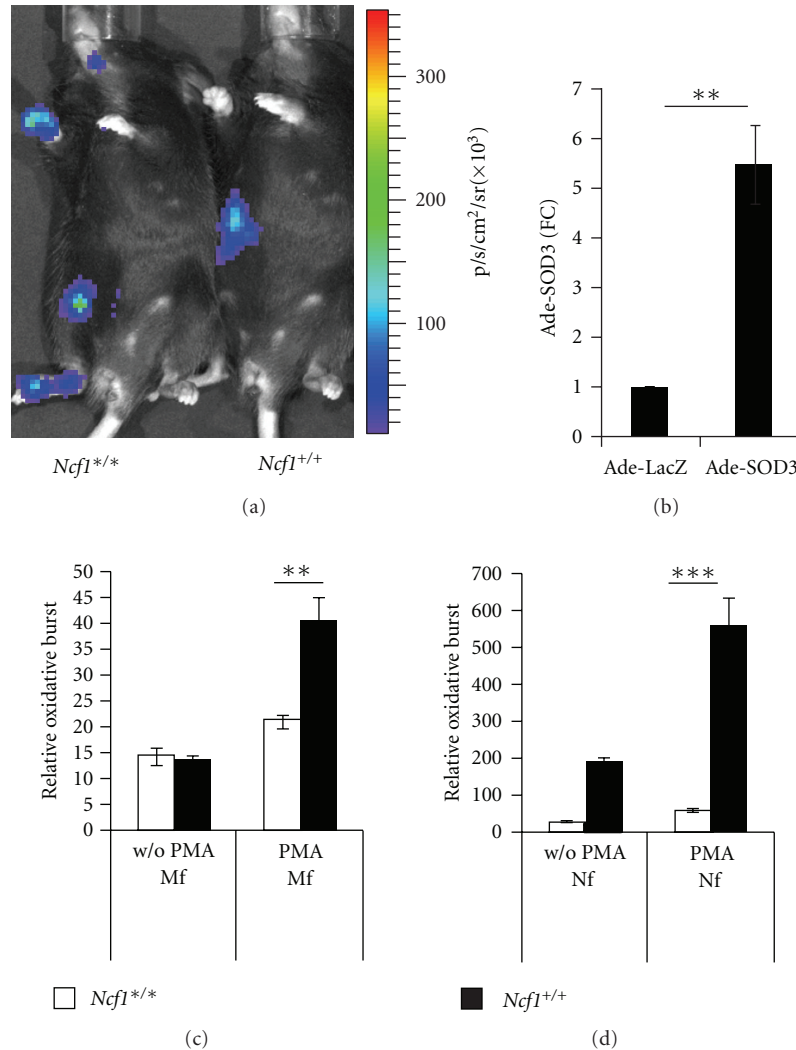 300
200
100
p/s/cm²/sr(×10³)
Ncf1*/*
Ncf1+/+
(a)
7
6
5
4
3
2
1
0
Ade-SOD3 (FC)
**
Ade-LacZ
Ade-SOD3
(b)
50
45
40
35
30
25
20
15
10
5
0
Relative oxidative burst
**
w/o PMA
Mf
PMA
Mf
700
600
500
400
300
200
100
0
Relative oxidative burst
***
w/o PMA
Nf
PMA
Nf
Ncf1*/*
Ncf1+/+
(c)
(d)